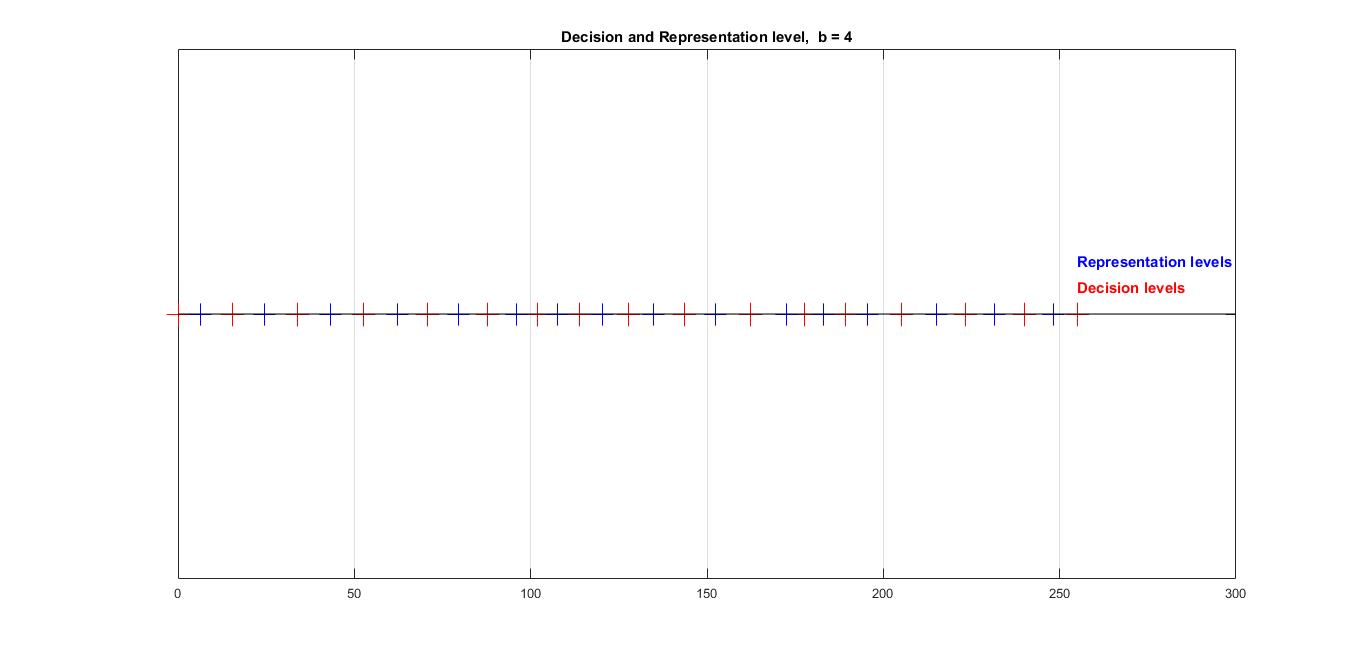 Decision and Representation level,  b = 4
Representation levels
Decision levels
0 50 100 150 200 250 300